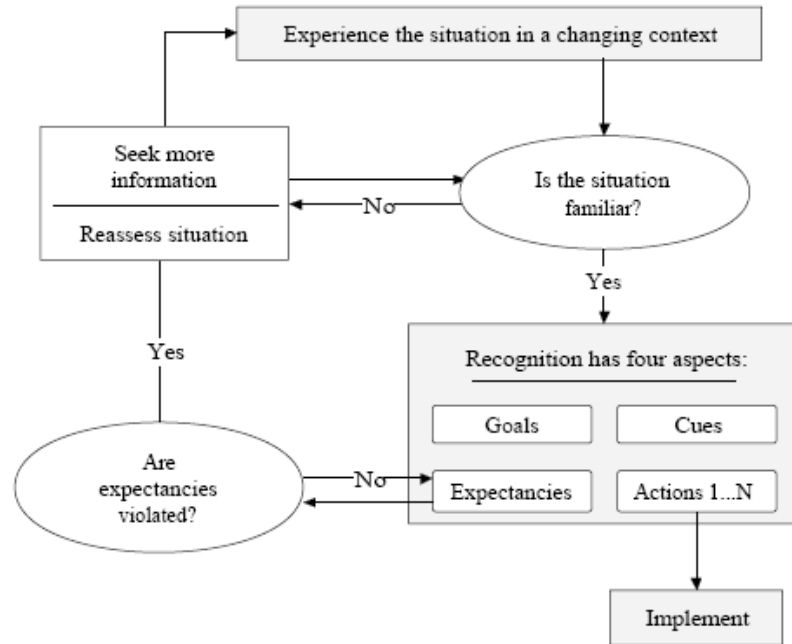 Experience the situation in a changing context
Seek more
information
Reassess situation
Is the situation
familiar?
No
Yes
Yes
Recognition has four aspects:
Goals
Cues
Expectancies
Actions 1...N
Are
expectancies
violated?
No
Implement